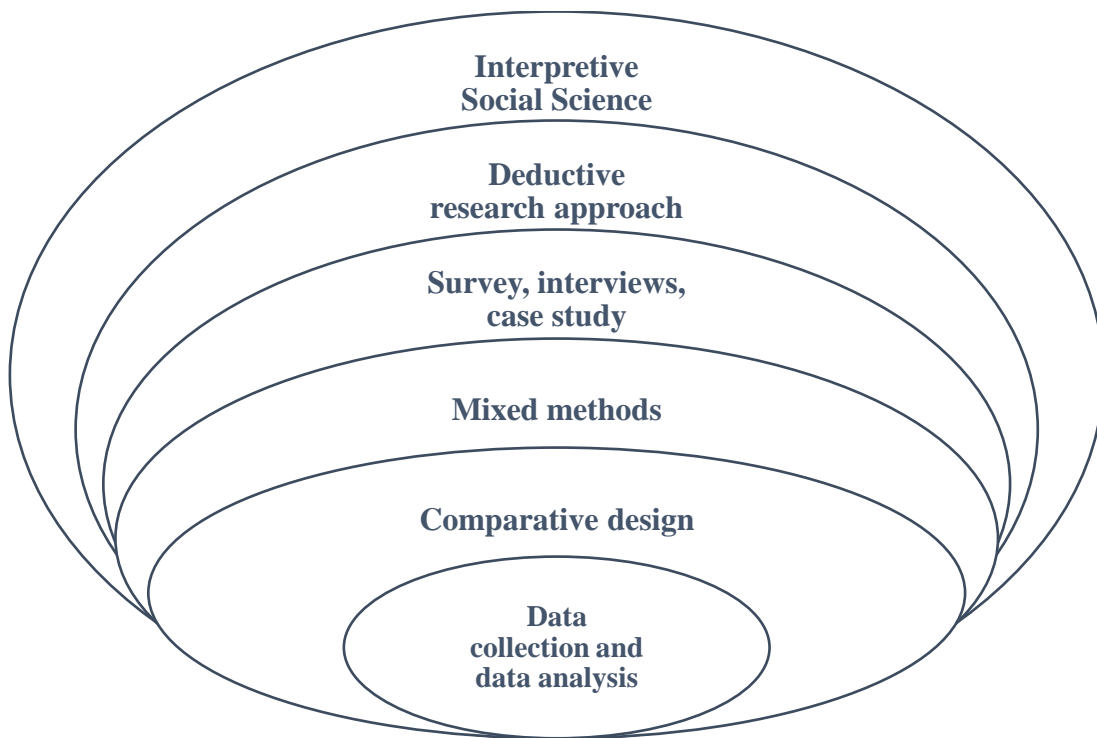 Interpretive
Social Science
Deductive
research approach
Survey, interviews,
case study
Mixed methods
Comparative design
Data
collection and
data analysis